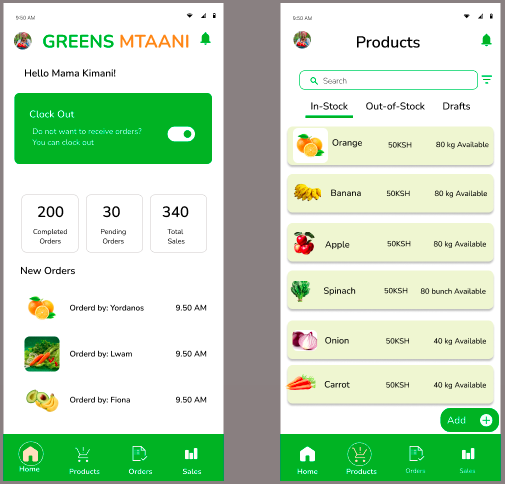 9:50 AM
GREENS MTAANI
Hello Mama Kimani!
Clock Out
Do not want to receive orders?
You can clock out
200
Completed
Orders
30
Pending
Orders
340
Total
Sales
New Orders
Orderd by: Yordanos 9.50 AM
Orderd by: Lwam 9.50 AM
Orderd by: Fiona 9.50 AM
Home Products Orders Sales
9:50 AM
Products
Search
In-Stock Out-of-Stock Drafts
Orange 50KSH 80 kg Available
Banana 50KSH 80 kg Available
Apple 50KSH 80 kg Available
Spinach 50KSH 80 bunch Available
Onion 50KSH 40 kg Available
Carrot 50KSH 40 kg Available
Add
Home Products Orders Sales